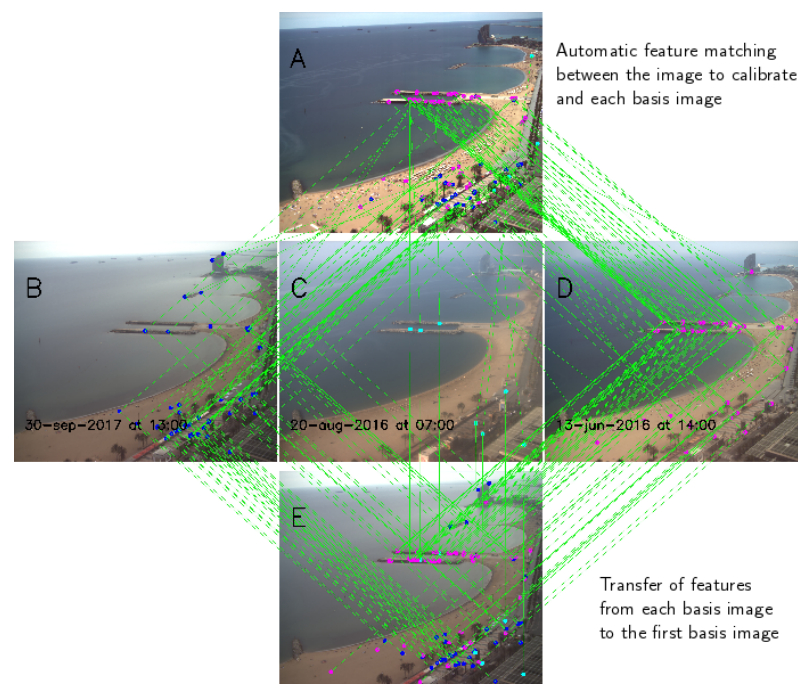 A
Automatic feature matching
between the image to calibrate
and each basis image
B
C
D
30-sep-2017 at 13:00
20-aug-2016 at 07:00
13-jun-2016 at 14:00
E
Transfer of features
from each basis image
to the first basis image